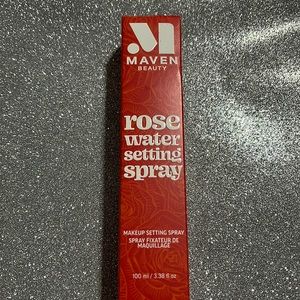 M
MAVEN
BEAUTY
rose
water
setting
spray
MAKEUP SETTING SPRAY
SPRAY FIXATEUR DE
MAQUILLAGE
100 ml / 3.38 fl oz